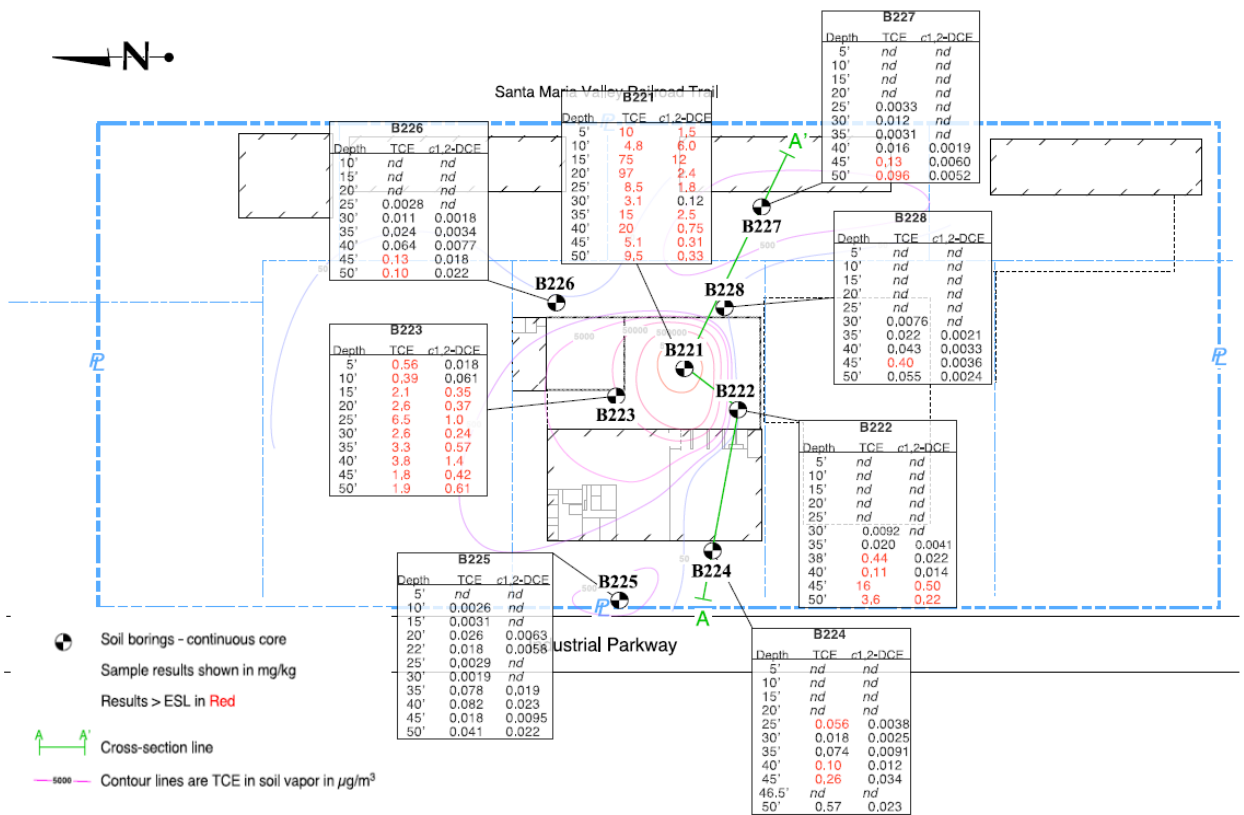 N
Santa Maria Valley Railroad Trail
B227
Depth TCE c1,2-DCE
5' nd nd
10' nd nd
15' nd nd
20' nd nd
25' 0.0033 nd
30' 0.012 nd
35' 0.0031 nd
40' 0.016 0.0019
45' 0.13 0.0060
50' 0.096 0.0052
B221
Depth TCE c1,2-DCE
5' 10 1.5
10' 4.8 6.0
15' 75 12
20' 97 2.4
25' 8.5 1.8
30' 3.1 0.12
35' 15 2.5
40' 20 0.75
45' 5.1 0.31
50' 9.5 0.33
B226
Depth TCE c1,2-DCE
10' nd nd
15' nd nd
20' nd nd
25' 0.0028 nd
30' 0.011 0.0018
35' 0.024 0.0034
40' 0.064 0.0077
45' 0.13 0.018
50' 0.10 0.022
A'
B227
500
B228
Depth TCE c1,2-DCE
5' nd nd
10' nd nd
15' nd nd
20' nd nd
25' nd nd
30' 0.0076 nd
35' 0.022 0.0021
40' 0.043 0.0033
45' 0.40 0.0036
50' 0.055 0.0024
B226
B228
5000
50000
B221
B222
B223
B223
Depth TCE c1,2-DCE
5' 0.56 0.018
10' 0.39 0.061
15' 2.1 0.35
20' 2.6 0.37
25' 6.5 1.0
30' 2.6 0.24
35' 3.3 0.57
40' 3.8 1.4
45' 1.8 0.42
50' 1.9 0.61
PL
PL
PL
B222
Depth TCE c1,2-DCE
5' nd nd
10' nd nd
15' nd nd
20' nd nd
25' nd nd
30' 0.0092 nd
35' 0.020 0.0041
38' 0.44 0.022
40' 0.11 0.014
45' 16 0.50
50' 3.6 0.22
B225
Depth TCE c1,2-DCE
5' nd nd
10' 0.0026 nd
15' 0.0031 nd
20' 0.026 0.0063
22' 0.018 0.0058
25' 0.0029 nd
30' 0.0019 nd
35' 0.078 0.019
40' 0.082 0.023
45' 0.018 0.0095
50' 0.041 0.022
50
500
B225
B224
PL
A
Industrial Parkway
B224
Depth TCE c1,2-DCE
5' nd nd
10' nd nd
15' nd nd
20' nd nd
25' 0.056 0.0038
30' 0.018 0.0025
35' 0.074 0.0091
40' 0.10 0.012
45' 0.26 0.034
46.5' nd nd
50' 0.57 0.023
Soil borings - continuous core
Sample results shown in mg/kg
Results > ESL in Red
A A' Cross-section line
5000 Contour lines are TCE in soil vapor in µg/m³